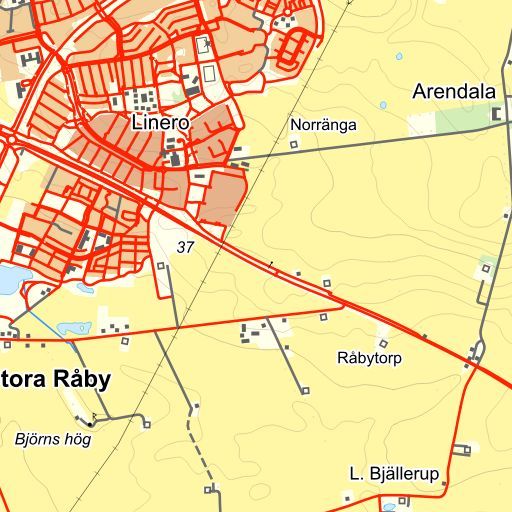 Arendala
Linero
Norränga
37
Råbytorp
tora Råby
Björns hög
L. Bjällerup